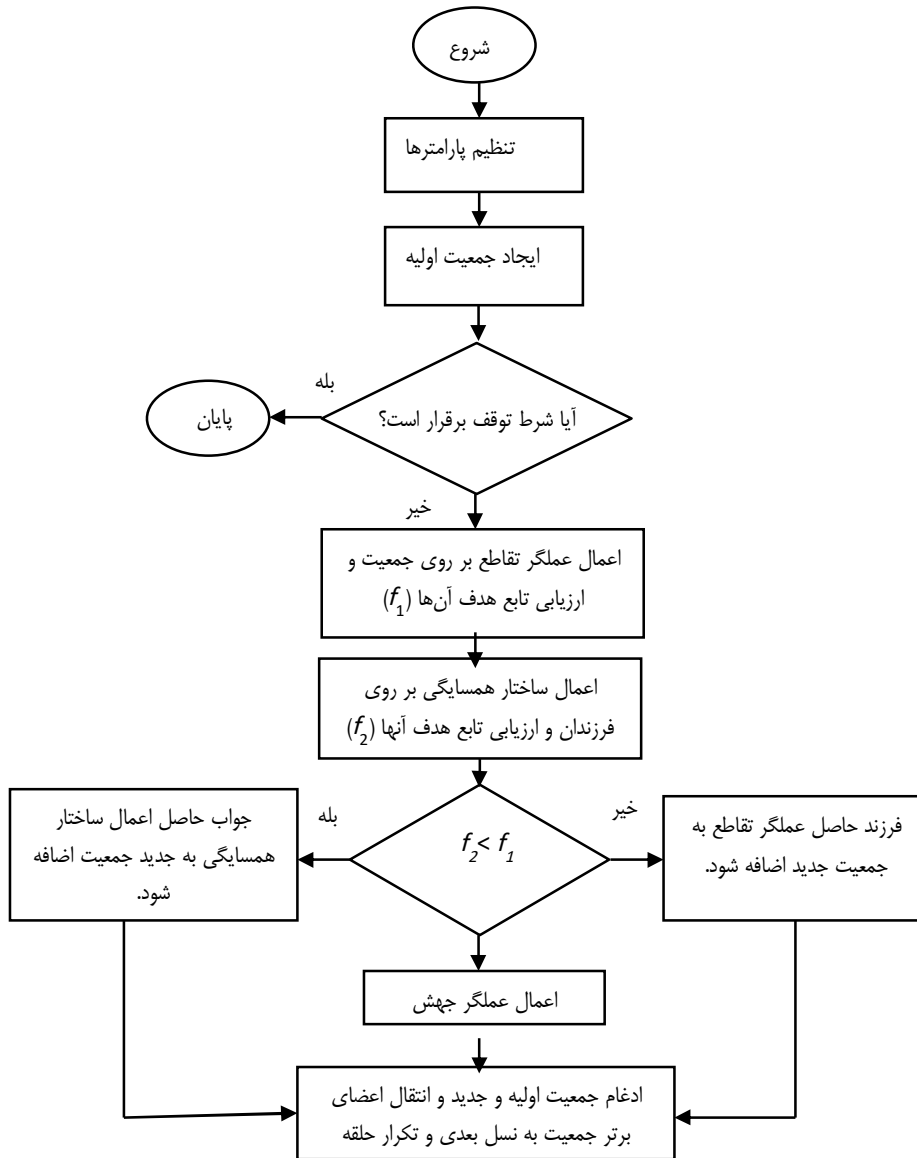 شروع
تنظیم پارامترها
ایجاد جمعیت اولیه
آیا شرط توقف برقرار است؟
بله
پایان
خیر
اعمال عملگر تقاطع بر روی جمعیت و
ارزیابی تابع هدف آن‌ها (f₁)
اعمال ساختار همسایگی بر روی
فرزندان و ارزیابی تابع هدف آنها (f₂)
f₂< f₁
خیر
فرزند حاصل عملگر تقاطع به
جمعیت جدید اضافه شود.
بله
جواب حاصل اعمال ساختار
همسایگی به جدید جمعیت اضافه
شود.
اعمال عملگر جهش
ادغام جمعیت اولیه و جدید و انتقال اعضای
برتر جمعیت به نسل بعدی و تکرار حلقه